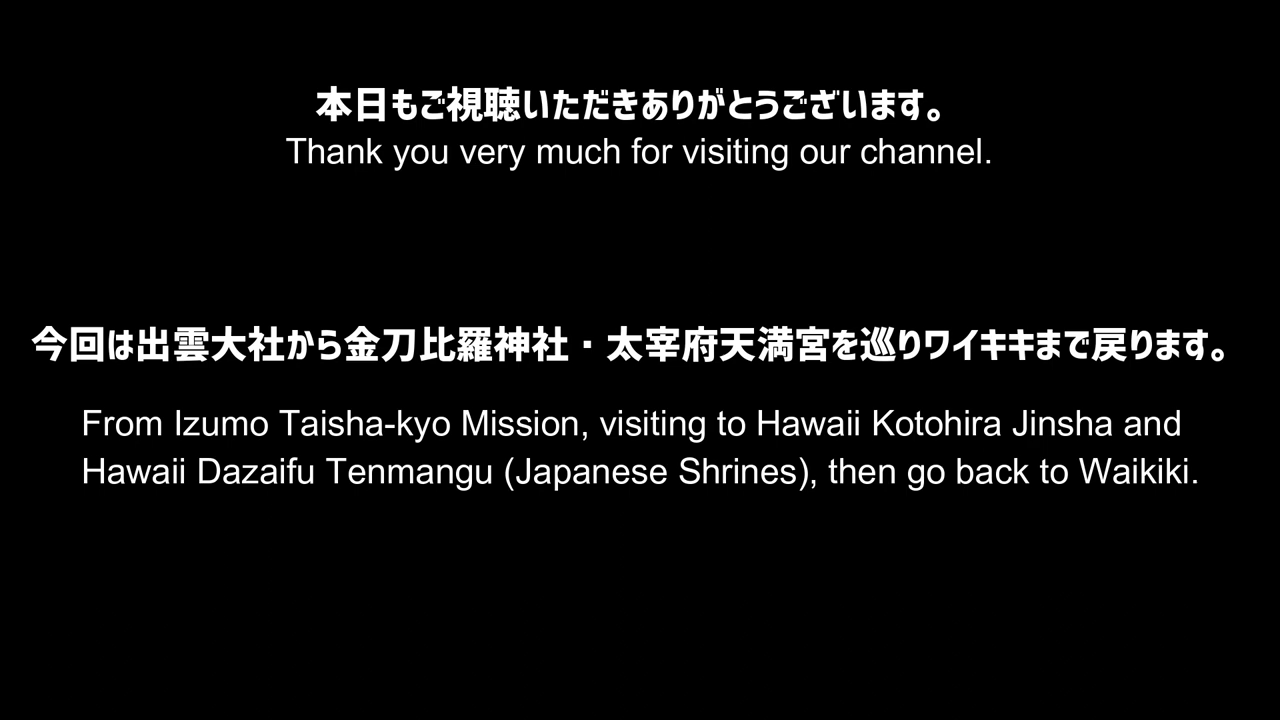 本日もご視聴いただきありがとうございます。
Thank you very much for visiting our channel.
今回は出雲大社から金刀比羅神社・太宰府天満宮を巡りワイキキまで戻ります。
From Izumo Taisha-kyo Mission, visiting to Hawaii Kotohira Jinsha and
Hawaii Dazaifu Tenmangu (Japanese Shrines), then go back to Waikiki.